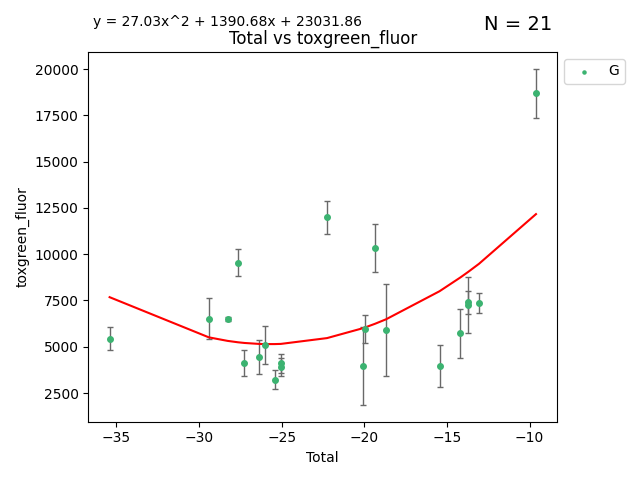 y = 27.03x^2 + 1390.68x + 23031.86
N = 21
Total vs toxgreen_fluor
G
20000
17500
15000
12500
10000
7500
5000
2500
toxgreen_fluor
−35
−30
−25
−20
−15
−10
Total